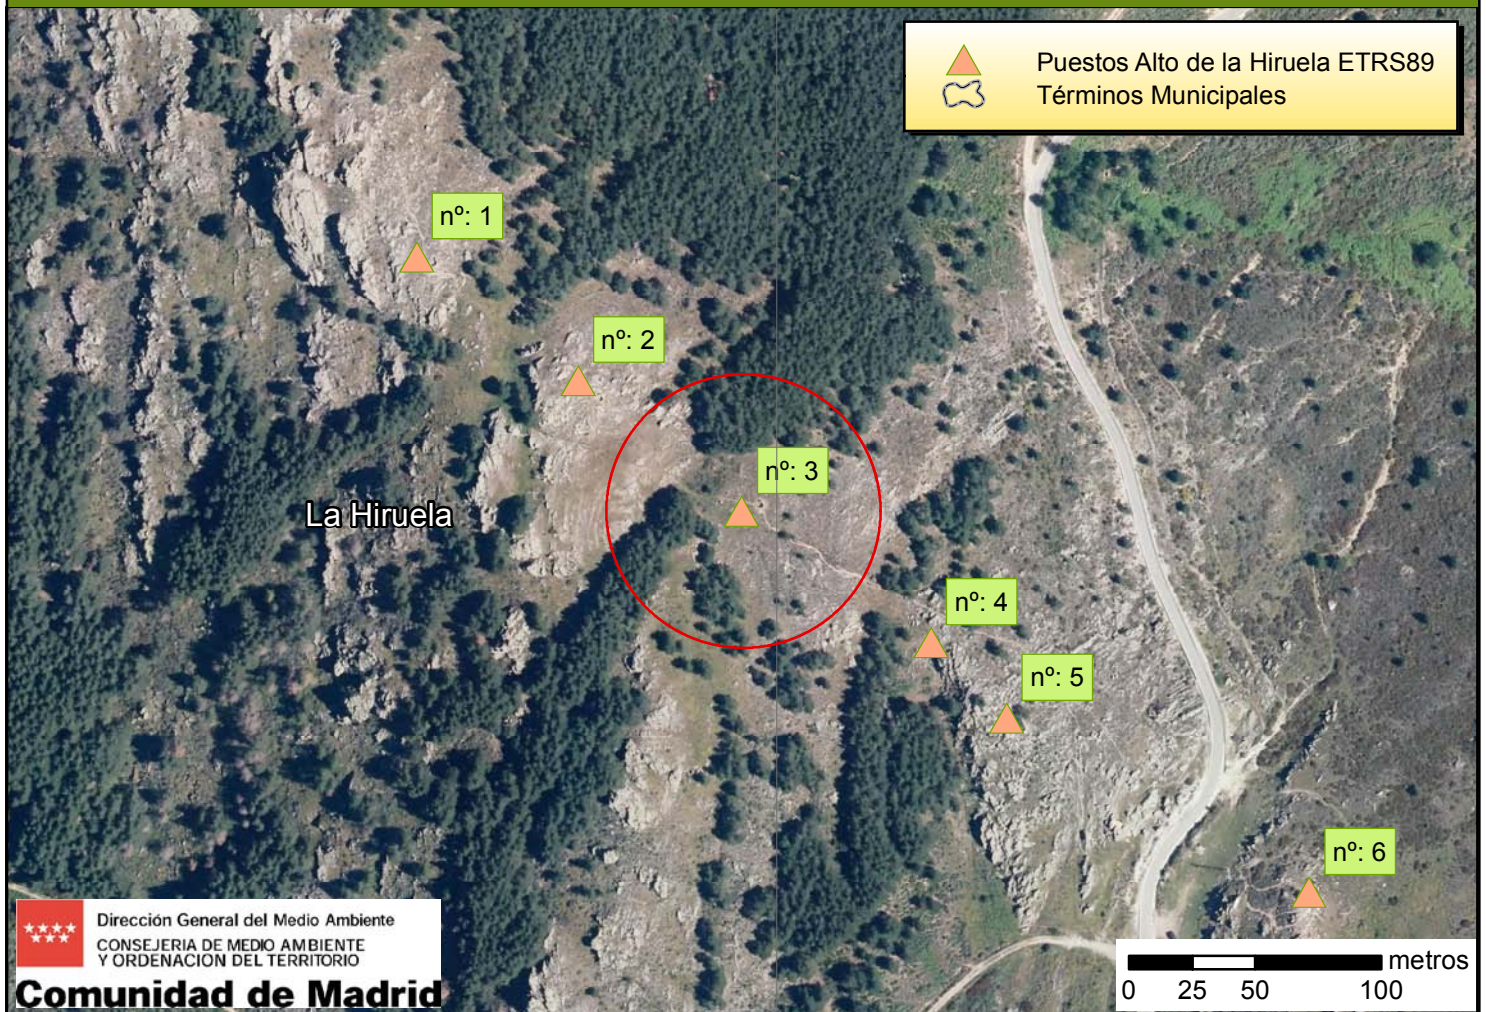 Puestos Alto de la Hiruela ETRS89
Términos Municipales
nº: 1
nº: 2
nº: 3
La Hiruela
nº: 4
nº: 5
nº: 6
Dirección General del Medio Ambiente
CONSEJERIA DE MEDIO AMBIENTE
Y ORDENACION DEL TERRITORIO
Comunidad de Madrid
metros
0 25 50 100